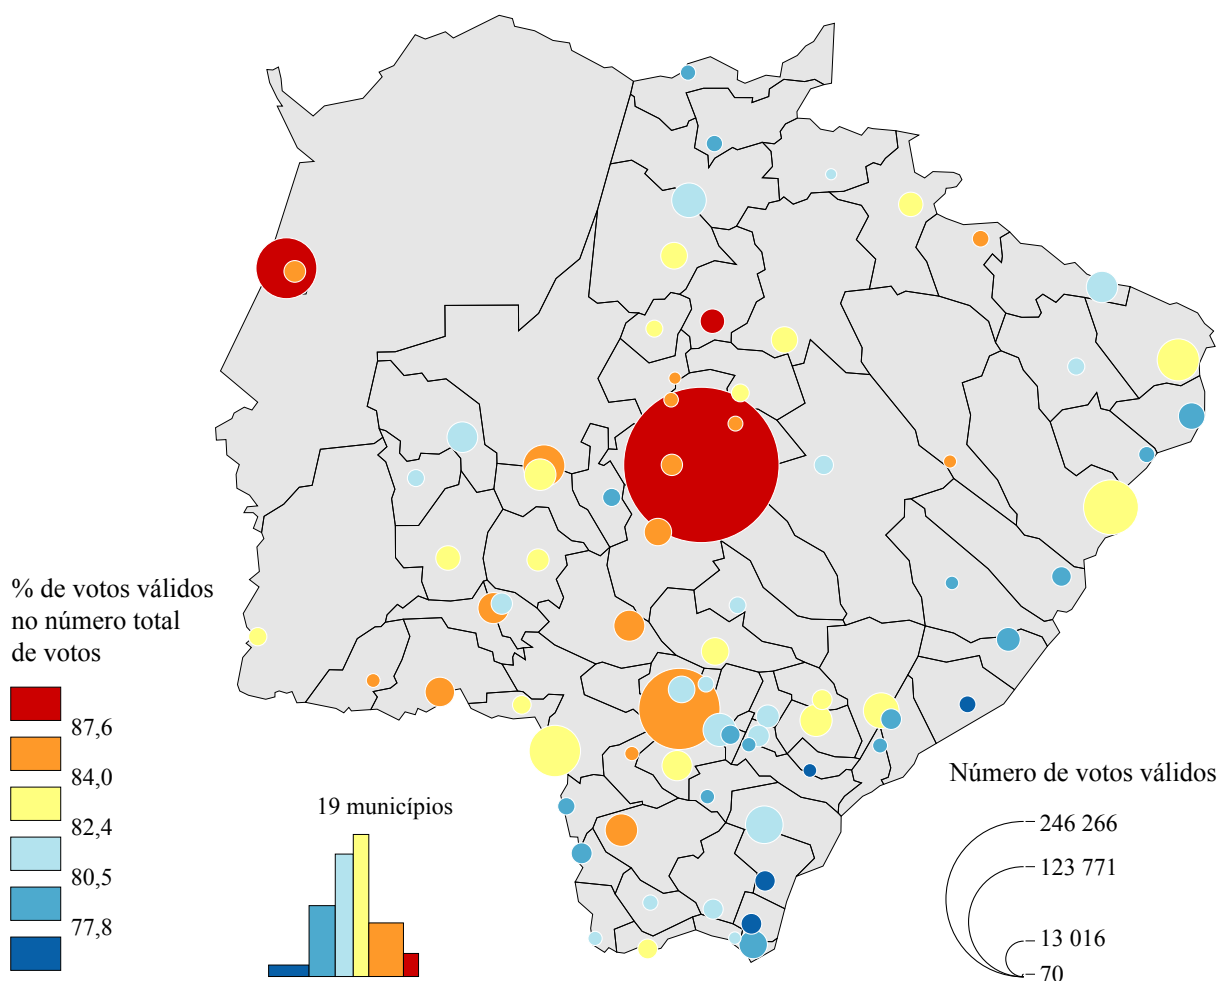 % de votos válidos
no número total
de votos
87,6
84,0
82,4
80,5
77,8
19 municípios
Número de votos válidos
246 266
123 771
13 016
70